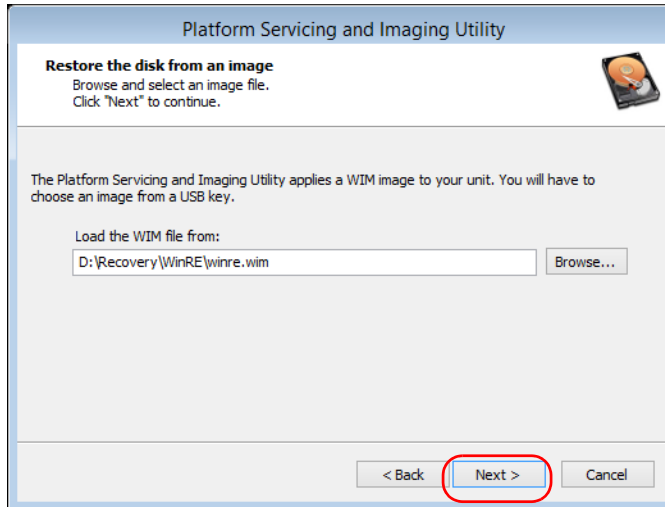 Platform Servicing and Imaging Utility
Restore the disk from an image
Browse and select an image file.
Click "Next" to continue.
The Platform Servicing and Imaging Utility applies a WIM image to your unit. You will have to
choose an image from a USB key.
Load the WIM file from:
D:\Recovery\WinRE\winre.wim
Browse...
< Back
Next >
Cancel